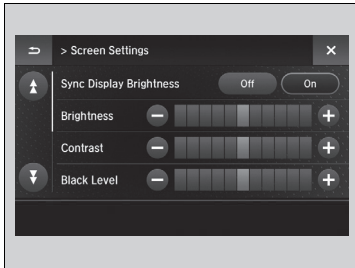 > Screen Settings
Sync Display Brightness Off On
Brightness
Contrast
Black Level